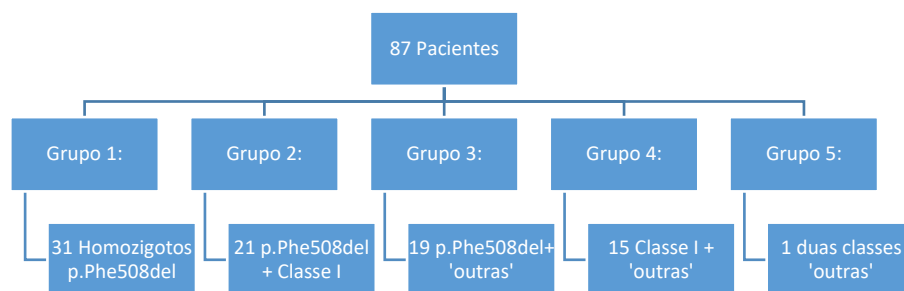 87 Pacientes
Grupo 1:
Grupo 2:
Grupo 3:
Grupo 4:
Grupo 5:
31 Homozigotos
p.Phe508del
21 p.Phe508del
+ Classe I
19 p.Phe508del+
'outras'
15 Classe I +
'outras'
1 duas classes
'outras'